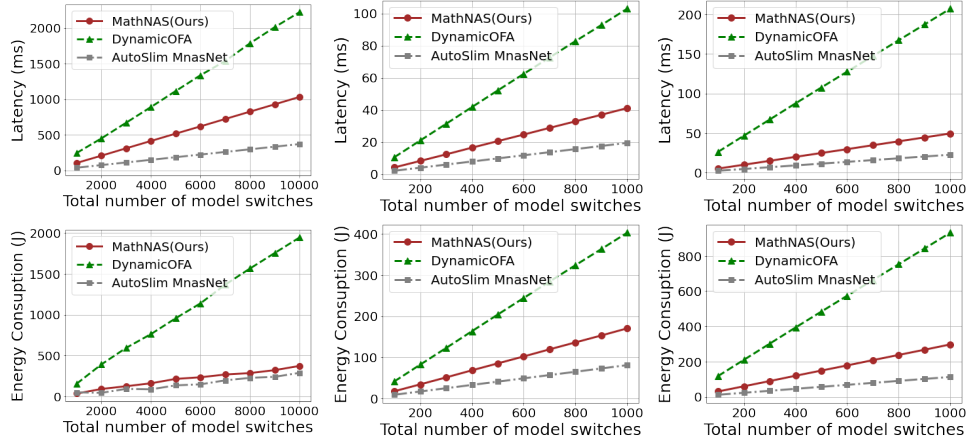 Latency (ms)
2000
1500
1000
500
0
MathNAS(Ours)
DynamicOFA
AutoSlim MnasNet
2000 4000 6000 8000 10000
Total number of model switches
Latency (ms)
100
80
60
40
20
0
MathNAS(Ours)
DynamicOFA
AutoSlim MnasNet
200 400 600 800 1000
Total number of model switches
Latency (ms)
200
150
100
50
0
MathNAS(Ours)
DynamicOFA
AutoSlim MnasNet
200 400 600 800 1000
Total number of model switches
Energy Consuption (J)
2000
1500
1000
500
0
MathNAS(Ours)
DynamicOFA
AutoSlim MnasNet
2000 4000 6000 8000 10000
Total number of model switches
Energy Consuption (J)
400
300
200
100
0
MathNAS(Ours)
DynamicOFA
AutoSlim MnasNet
200 400 600 800 1000
Total number of model switches
Energy Consuption (J)
800
600
400
200
0
MathNAS(Ours)
DynamicOFA
AutoSlim MnasNet
200 400 600 800 1000
Total number of model switches